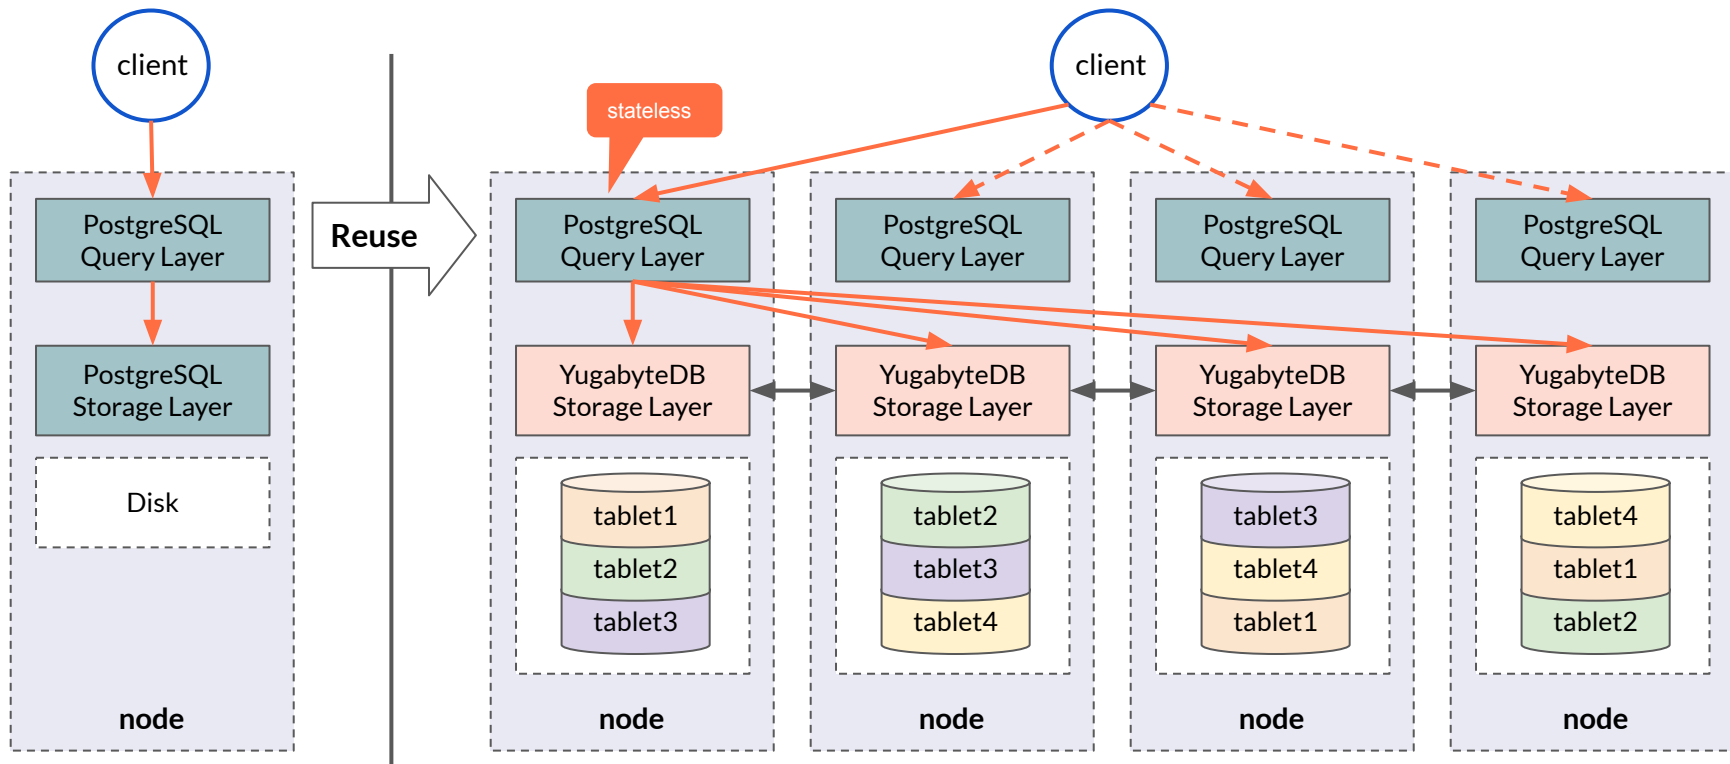 client
PostgreSQL
Query Layer
PostgreSQL
Storage Layer
Disk
node
Reuse
client
stateless
PostgreSQL
Query Layer
YugabyteDB
Storage Layer
tablet1
tablet2
tablet3
node
PostgreSQL
Query Layer
YugabyteDB
Storage Layer
tablet2
tablet3
tablet4
node
PostgreSQL
Query Layer
YugabyteDB
Storage Layer
tablet3
tablet4
tablet1
node
PostgreSQL
Query Layer
YugabyteDB
Storage Layer
tablet4
tablet1
tablet2
node